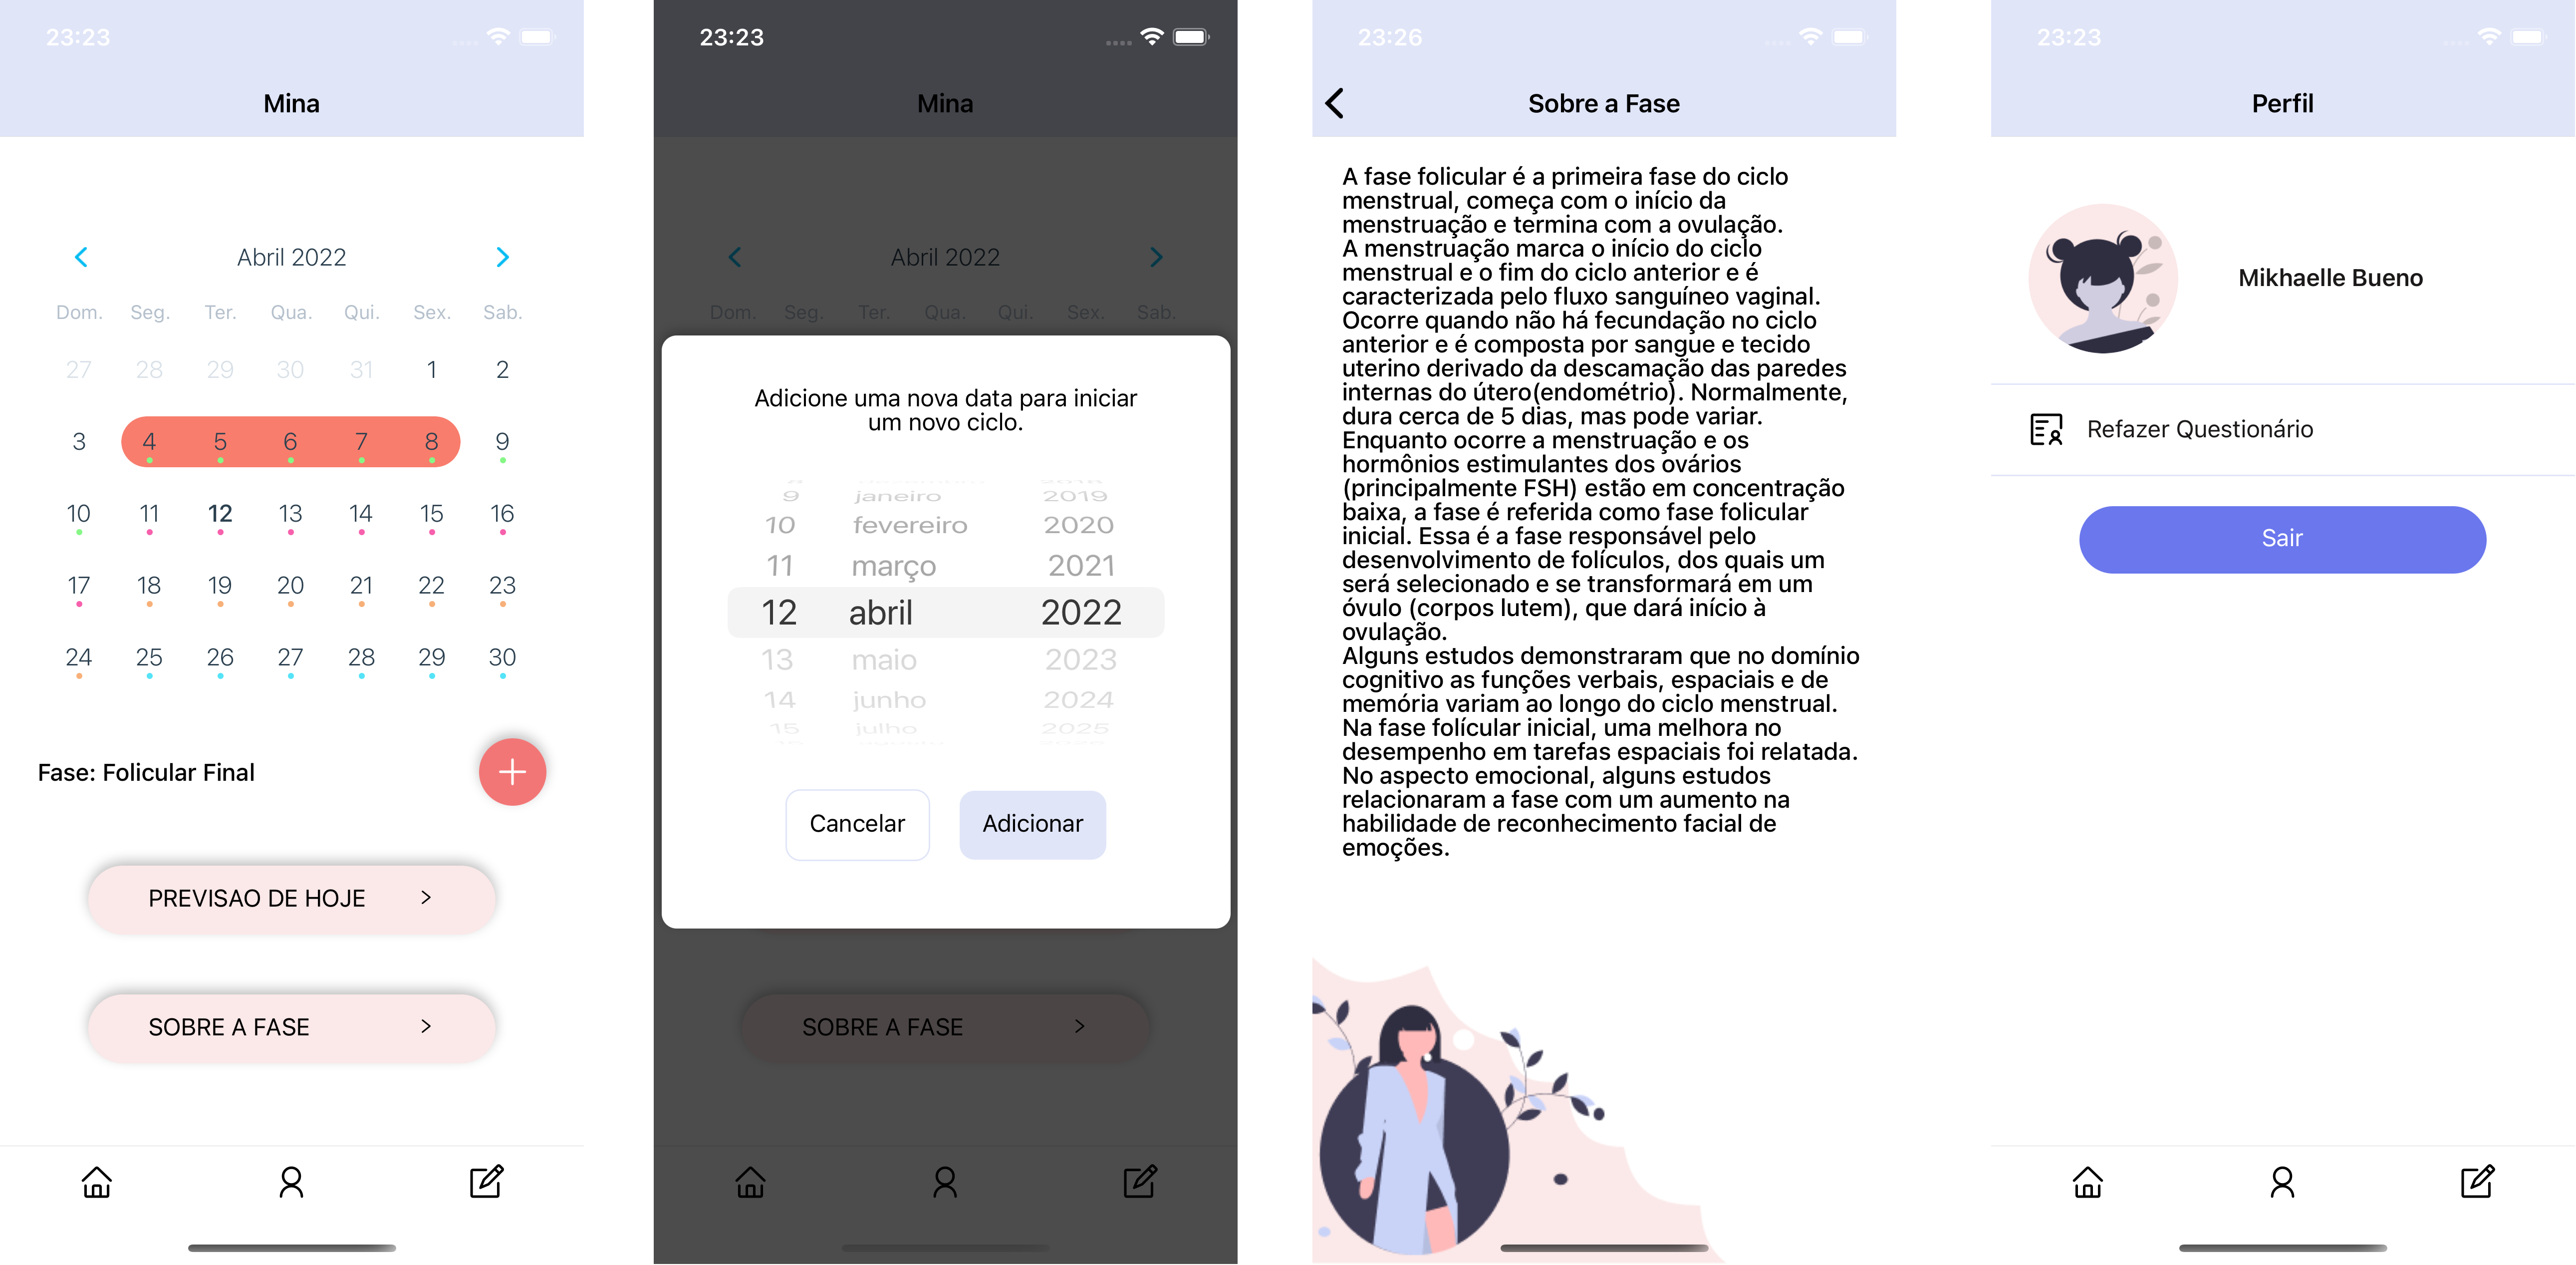 23:23
Mina
Abril 2022
Dom. Seg. Ter. Qua. Qui. Sex. Sab.
27 28 29 30 31 1 2
3 4 5 6 7 8 9
10 11 12 13 14 15 16
17 18 19 20 21 22 23
24 25 26 27 28 29 30
Fase: Folicular Final
PREVISAO DE HOJE >
SOBRE A FASE >
23:23
Mina
Abril 2022
Dom. Seg. Ter. Qua. Qui. Sex. Sab.
Adicione uma nova data para iniciar
um novo ciclo.
9 janeiro 2019
10 fevereiro 2020
11 março 2021
12 abril 2022
13 maio 2023
14 junho 2024
15 julho 2025
Cancelar Adicionar
SOBRE A FASE >
23:26
Sobre a Fase
A fase folicular é a primeira fase do ciclo
menstrual, começa com o início da
menstruação e termina com a ovulação.
A menstruação marca o início do ciclo
menstrual e o fim do ciclo anterior e é
caracterizada pelo fluxo sanguíneo vaginal.
Ocorre quando não há fecundação no ciclo
anterior e é composta por sangue e tecido
uterino derivado da descamação das paredes
internas do útero(endométrio). Normalmente,
dura cerca de 5 dias, mas pode variar.
Enquanto ocorre a menstruação e os
hormônios estimulantes dos ovários
(principalmente FSH) estão em concentração
baixa, a fase é referida como fase folicular
inicial. Essa é a fase responsável pelo
desenvolvimento de folículos, dos quais um
será selecionado e se transformará em um
óvulo (corpos lutem), que dará início à
ovulação.
Alguns estudos demonstraram que no domínio
cognitivo as funções verbais, espaciais e de
memória variam ao longo do ciclo menstrual.
Na fase folícular inicial, uma melhora no
desempenho em tarefas espaciais foi relatada.
No aspecto emocional, alguns estudos
relacionaram a fase com um aumento na
habilidade de reconhecimento facial de
emoções.
23:23
Perfil
Mikhaelle Bueno
Refazer Questionário
Sair